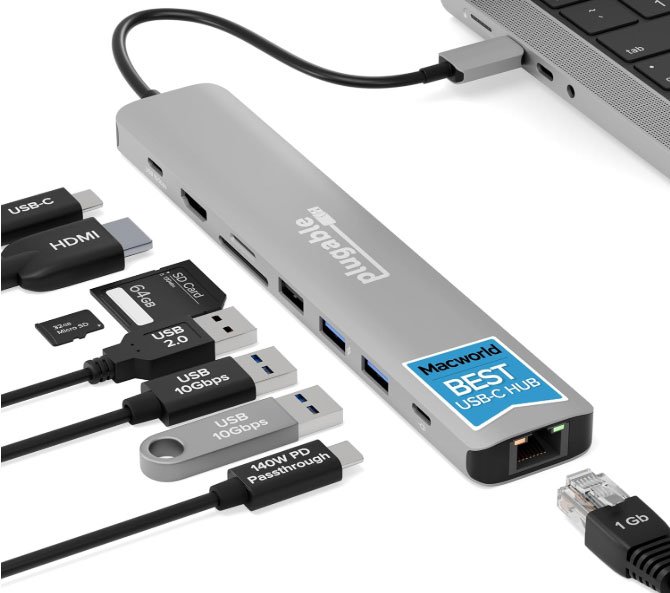 tab
USB-C
HDMI
SD Card
64GB
32GB
Micro SD
USB
2.0
USB
10Gbps
USB
10Gbps
140W PD
Passthrough
plugable
Macworld
BEST
USB-C HUB
1 Gb